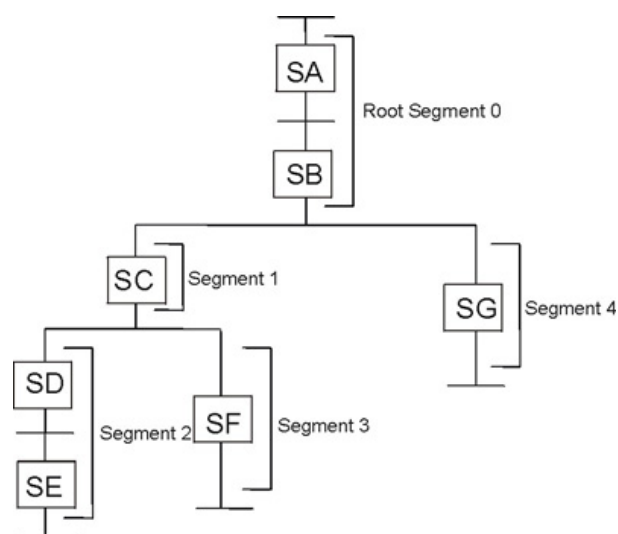 SA
Root Segment 0
SB
SC
Segment 1
SG
Segment 4
SD
SF
Segment 2
Segment 3
SE